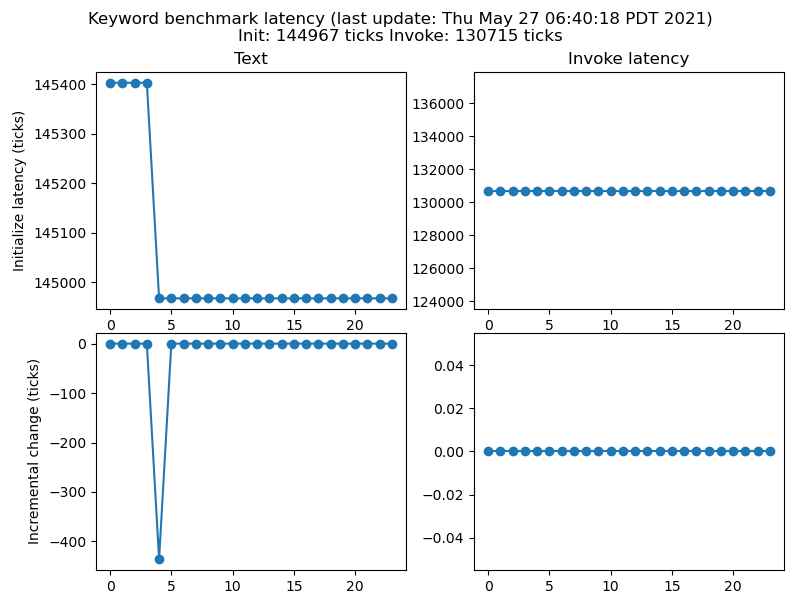 Keyword benchmark latency (last update: Thu May 27 06:40:18 PDT 2021)
Init: 144967 ticks Invoke: 130715 ticks
Text
Invoke latency
Initialize latency (ticks)
145400
145300
145200
145100
145000
0 5 10 15 20
136000
134000
132000
130000
128000
126000
124000
0 5 10 15 20
Incremental change (ticks)
0
−100
−200
−300
−400
0 5 10 15 20
0.04
0.02
0.00
−0.02
−0.04
0 5 10 15 20